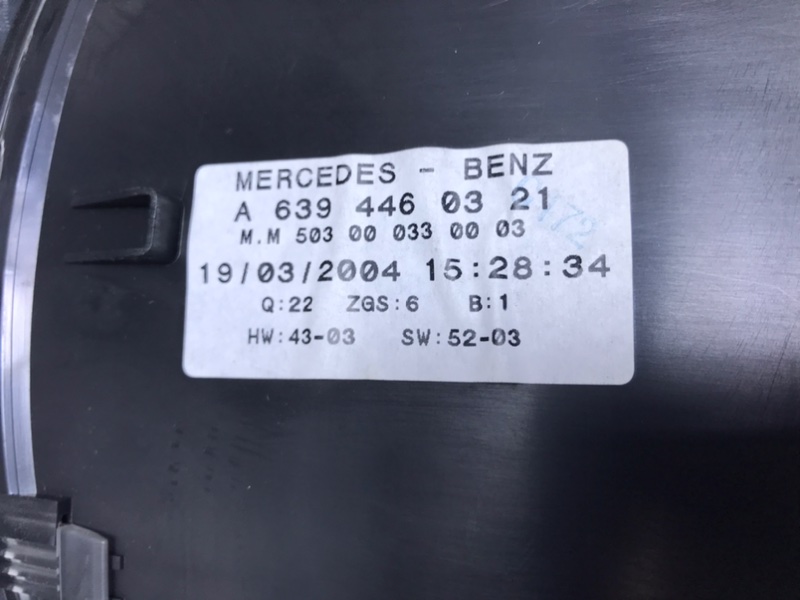 MERCEDES - BENZ
A 639 446 03 21
M.M 503 00 033 00 03
19/03/2004 15:28:34
Q:22 ZGS:6 B:1
HW:43-03 SW:52-03